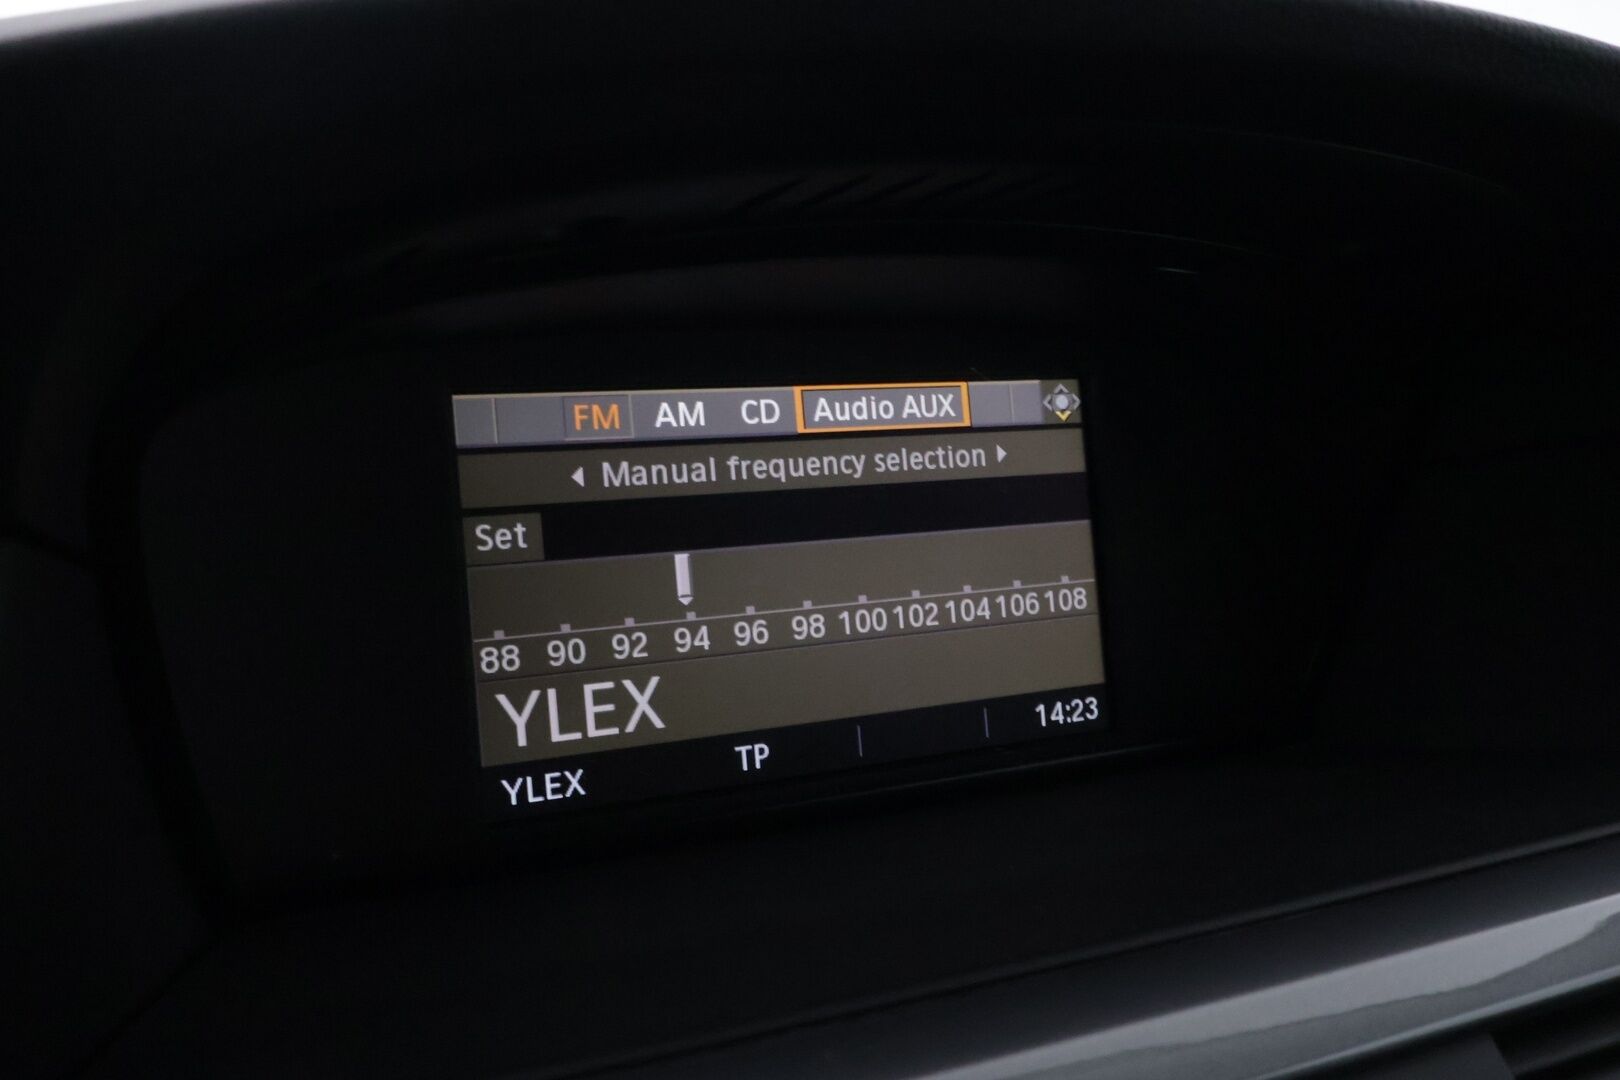 FM AM CD Audio AUX
Manual frequency selection
Set
88 90 92 94 96 98 100 102 104 106 108
YLEX
YLEX TP 14:23